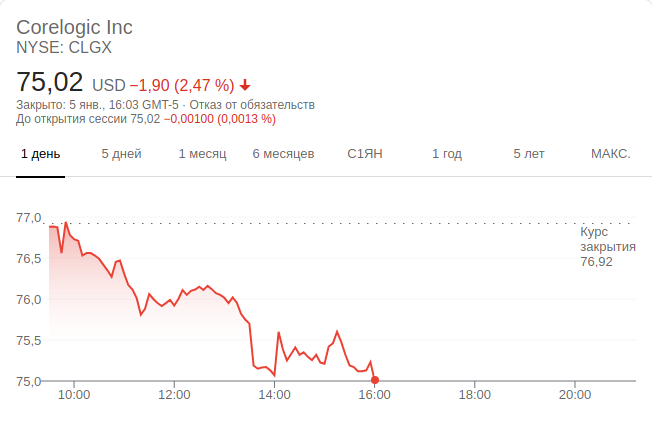 Corelogic Inc
NYSE: CLGX
75,02 USD −1,90 (2,47 %)
Закрыто: 5 янв., 16:03 GMT-5 · Отказ от обязательств
До открытия сессии 75,02 −0,00100 (0,0013 %)
1 день 5 дней 1 месяц 6 месяцев С1ЯН 1 год 5 лет МАКС.
77,0
Курс
закрытия
76,92
76,5
76,0
75,5
75,0
10:00 12:00 14:00 16:00 18:00 20:00